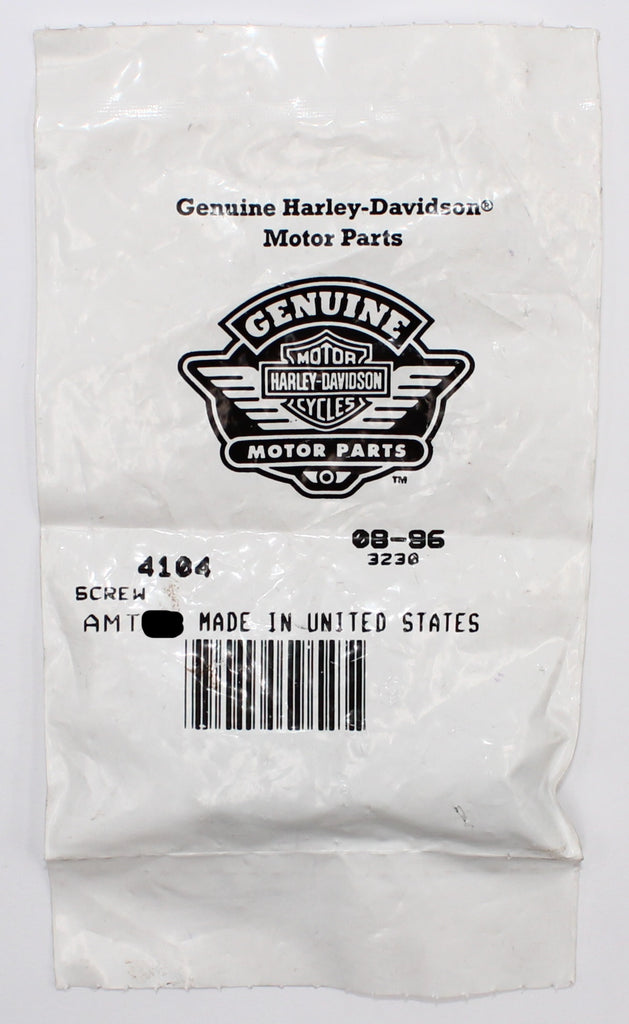 Genuine Harley-Davidson®
Motor Parts
GENUINE
MOTOR
HARLEY-DAVIDSON
CYCLES
MOTOR PARTS
TM
08-96
4104
3230
SCREW
AMT MADE IN UNITED STATES